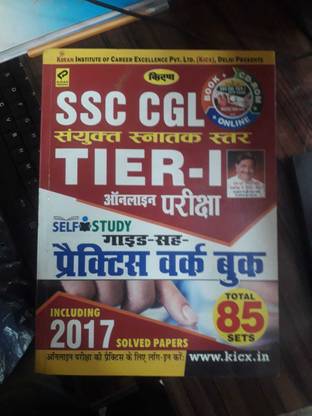 KIRAN INSTITUTE OF CAREER EXCELLENCE PVT. LTD (KICX), DELHI PRESENTS
किरण
BOOK + CD-ROM
ONLINE
SSC CGL
संयुक्त स्नातक स्तर
TIER-I
ऑनलाइन परीक्षा
SELF STUDY
गाइड-सह-
प्रैक्टिस वर्क बुक
TOTAL
85
SETS
INCLUDING
2017 SOLVED PAPERS
ऑनलाइन परीक्षा की प्रैक्टिस के लिए लॉग-इन करें:
www.kicx.in